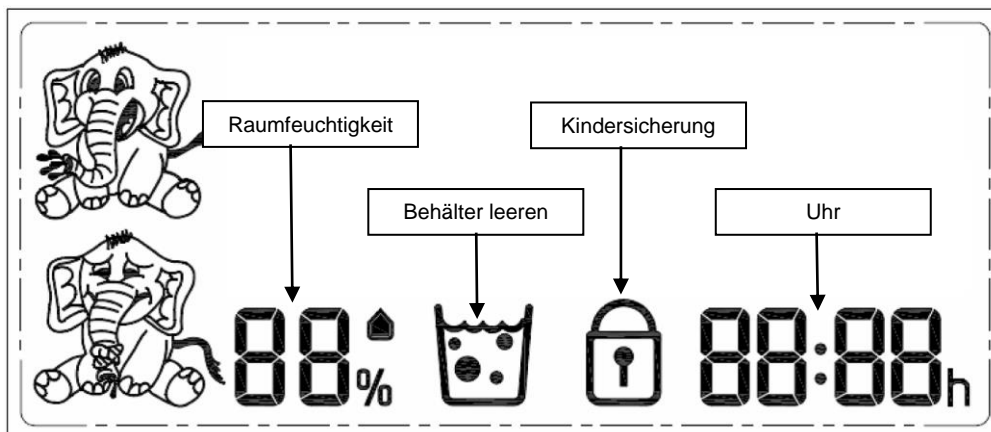 Raumfeuchtigkeit
Kindersicherung
Behälter leeren
Uhr
88%
88:88h